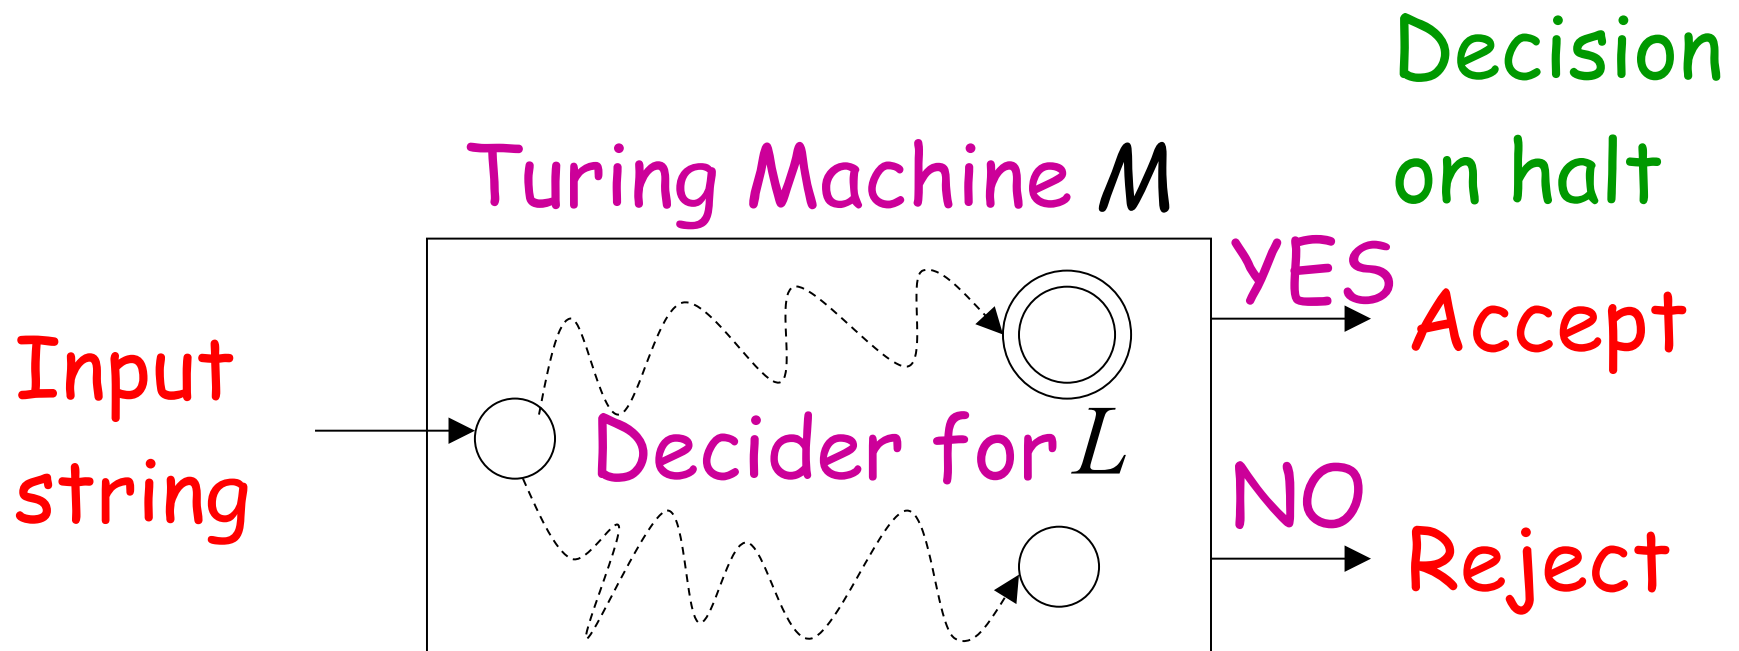 Decision
on halt
Turing Machine M
YES
Accept
Input
string
Decider for L
NO
Reject